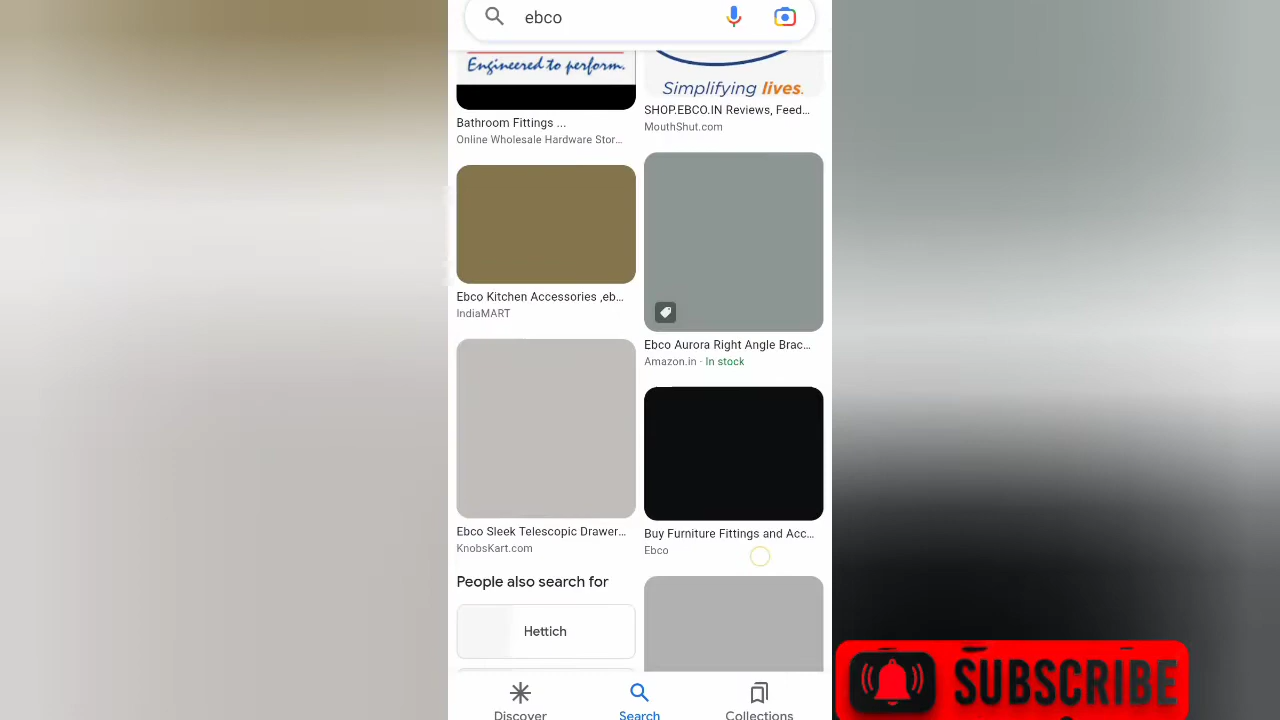 ebco
Engineered to perform.
Bathroom Fittings ...
Online Wholesale Hardware Stor...
Simplifying lives.
SHOP.EBCO.IN Reviews, Feed...
MouthShut.com
Ebco Kitchen Accessories ,eb...
IndiaMART
Ebco Aurora Right Angle Brac...
Amazon.in · In stock
Ebco Sleek Telescopic Drawer...
KnobsKart.com
Buy Furniture Fittings and Acc...
Ebco
People also search for
Hettich
Discover
Search
Collections
SUBSCRIBE